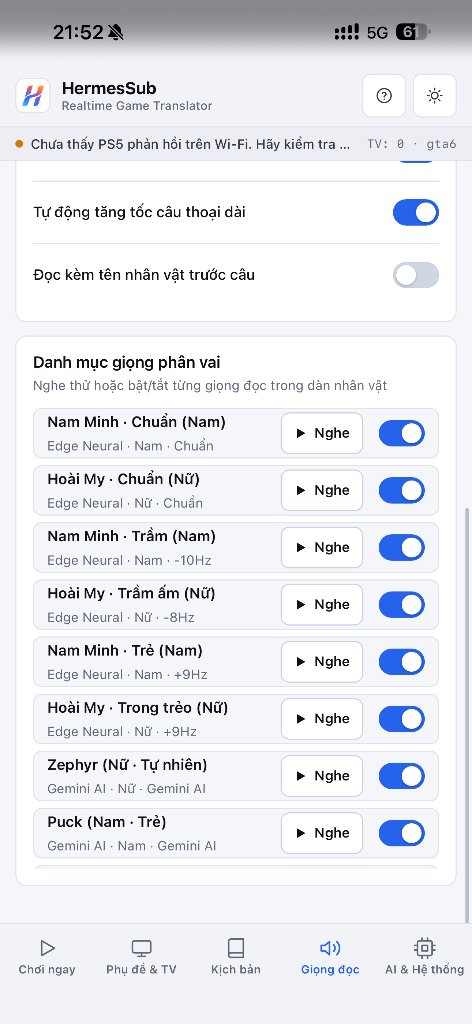 21:52
5G 61
HermesSub
Realtime Game Translator
Chưa thấy PS5 phản hồi trên Wi-Fi. Hãy kiểm tra ... TV: 0 · gta6
Tự động tăng tốc câu thoại dài
Đọc kèm tên nhân vật trước câu
Danh mục giọng phân vai
Nghe thử hoặc bật/tắt từng giọng đọc trong dàn nhân vật
Nam Minh · Chuẩn (Nam)
Edge Neural · Nam · Chuẩn
Nghe
Hoài My · Chuẩn (Nữ)
Edge Neural · Nữ · Chuẩn
Nghe
Nam Minh · Trầm (Nam)
Edge Neural · Nam · -10Hz
Nghe
Hoài My · Trầm ấm (Nữ)
Edge Neural · Nữ · -8Hz
Nghe
Nam Minh · Trẻ (Nam)
Edge Neural · Nam · +9Hz
Nghe
Hoài My · Trong trẻo (Nữ)
Edge Neural · Nữ · +9Hz
Nghe
Zephyr (Nữ · Tự nhiên)
Gemini AI · Nữ · Gemini AI
Nghe
Puck (Nam · Trẻ)
Gemini AI · Nam · Gemini AI
Nghe
Chơi ngay
Phụ đề & TV
Kịch bản
Giọng đọc
AI & Hệ thống